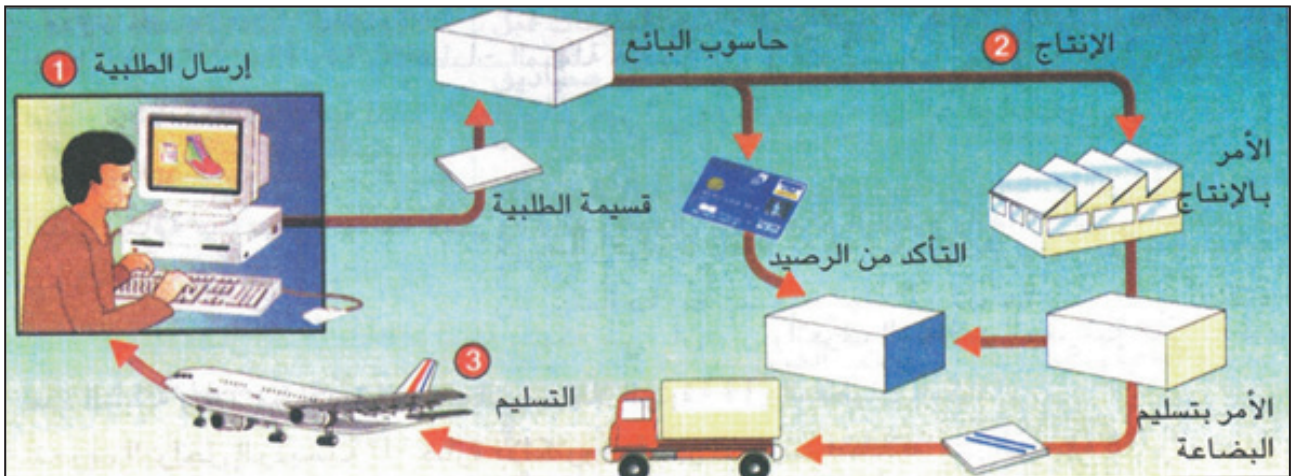 1 إرسال الطلبية
حاسوب البائع
2 الإنتاج
قسيمة الطلبية
الأمر
بالإنتاج
التأكد من الرصيد
3
التسليم
الأمر بتسليم
البضاعة